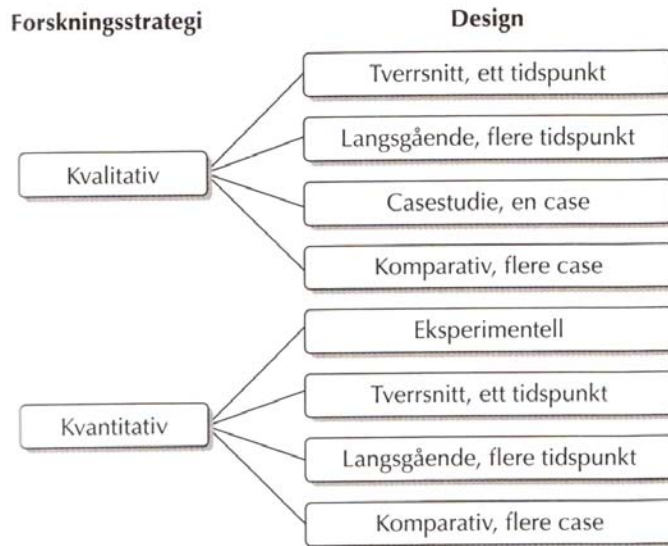 Forskningsstrategi
Design
Tverrsnitt, ett tidspunkt
Langsgående, flere tidspunkt
Kvalitativ
Casestudie, en case
Komparativ, flere case
Eksperimentell
Tverrsnitt, ett tidspunkt
Kvantitativ
Langsgående, flere tidspunkt
Komparativ, flere case